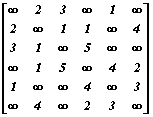 ∞ 2 3 ∞ 1 ∞
2 ∞ 1 1 ∞ 4
3 1 ∞ 5 ∞ ∞
∞ 1 5 ∞ 4 2
1 ∞ ∞ 4 ∞ 3
∞ 4 ∞ 2 3 ∞